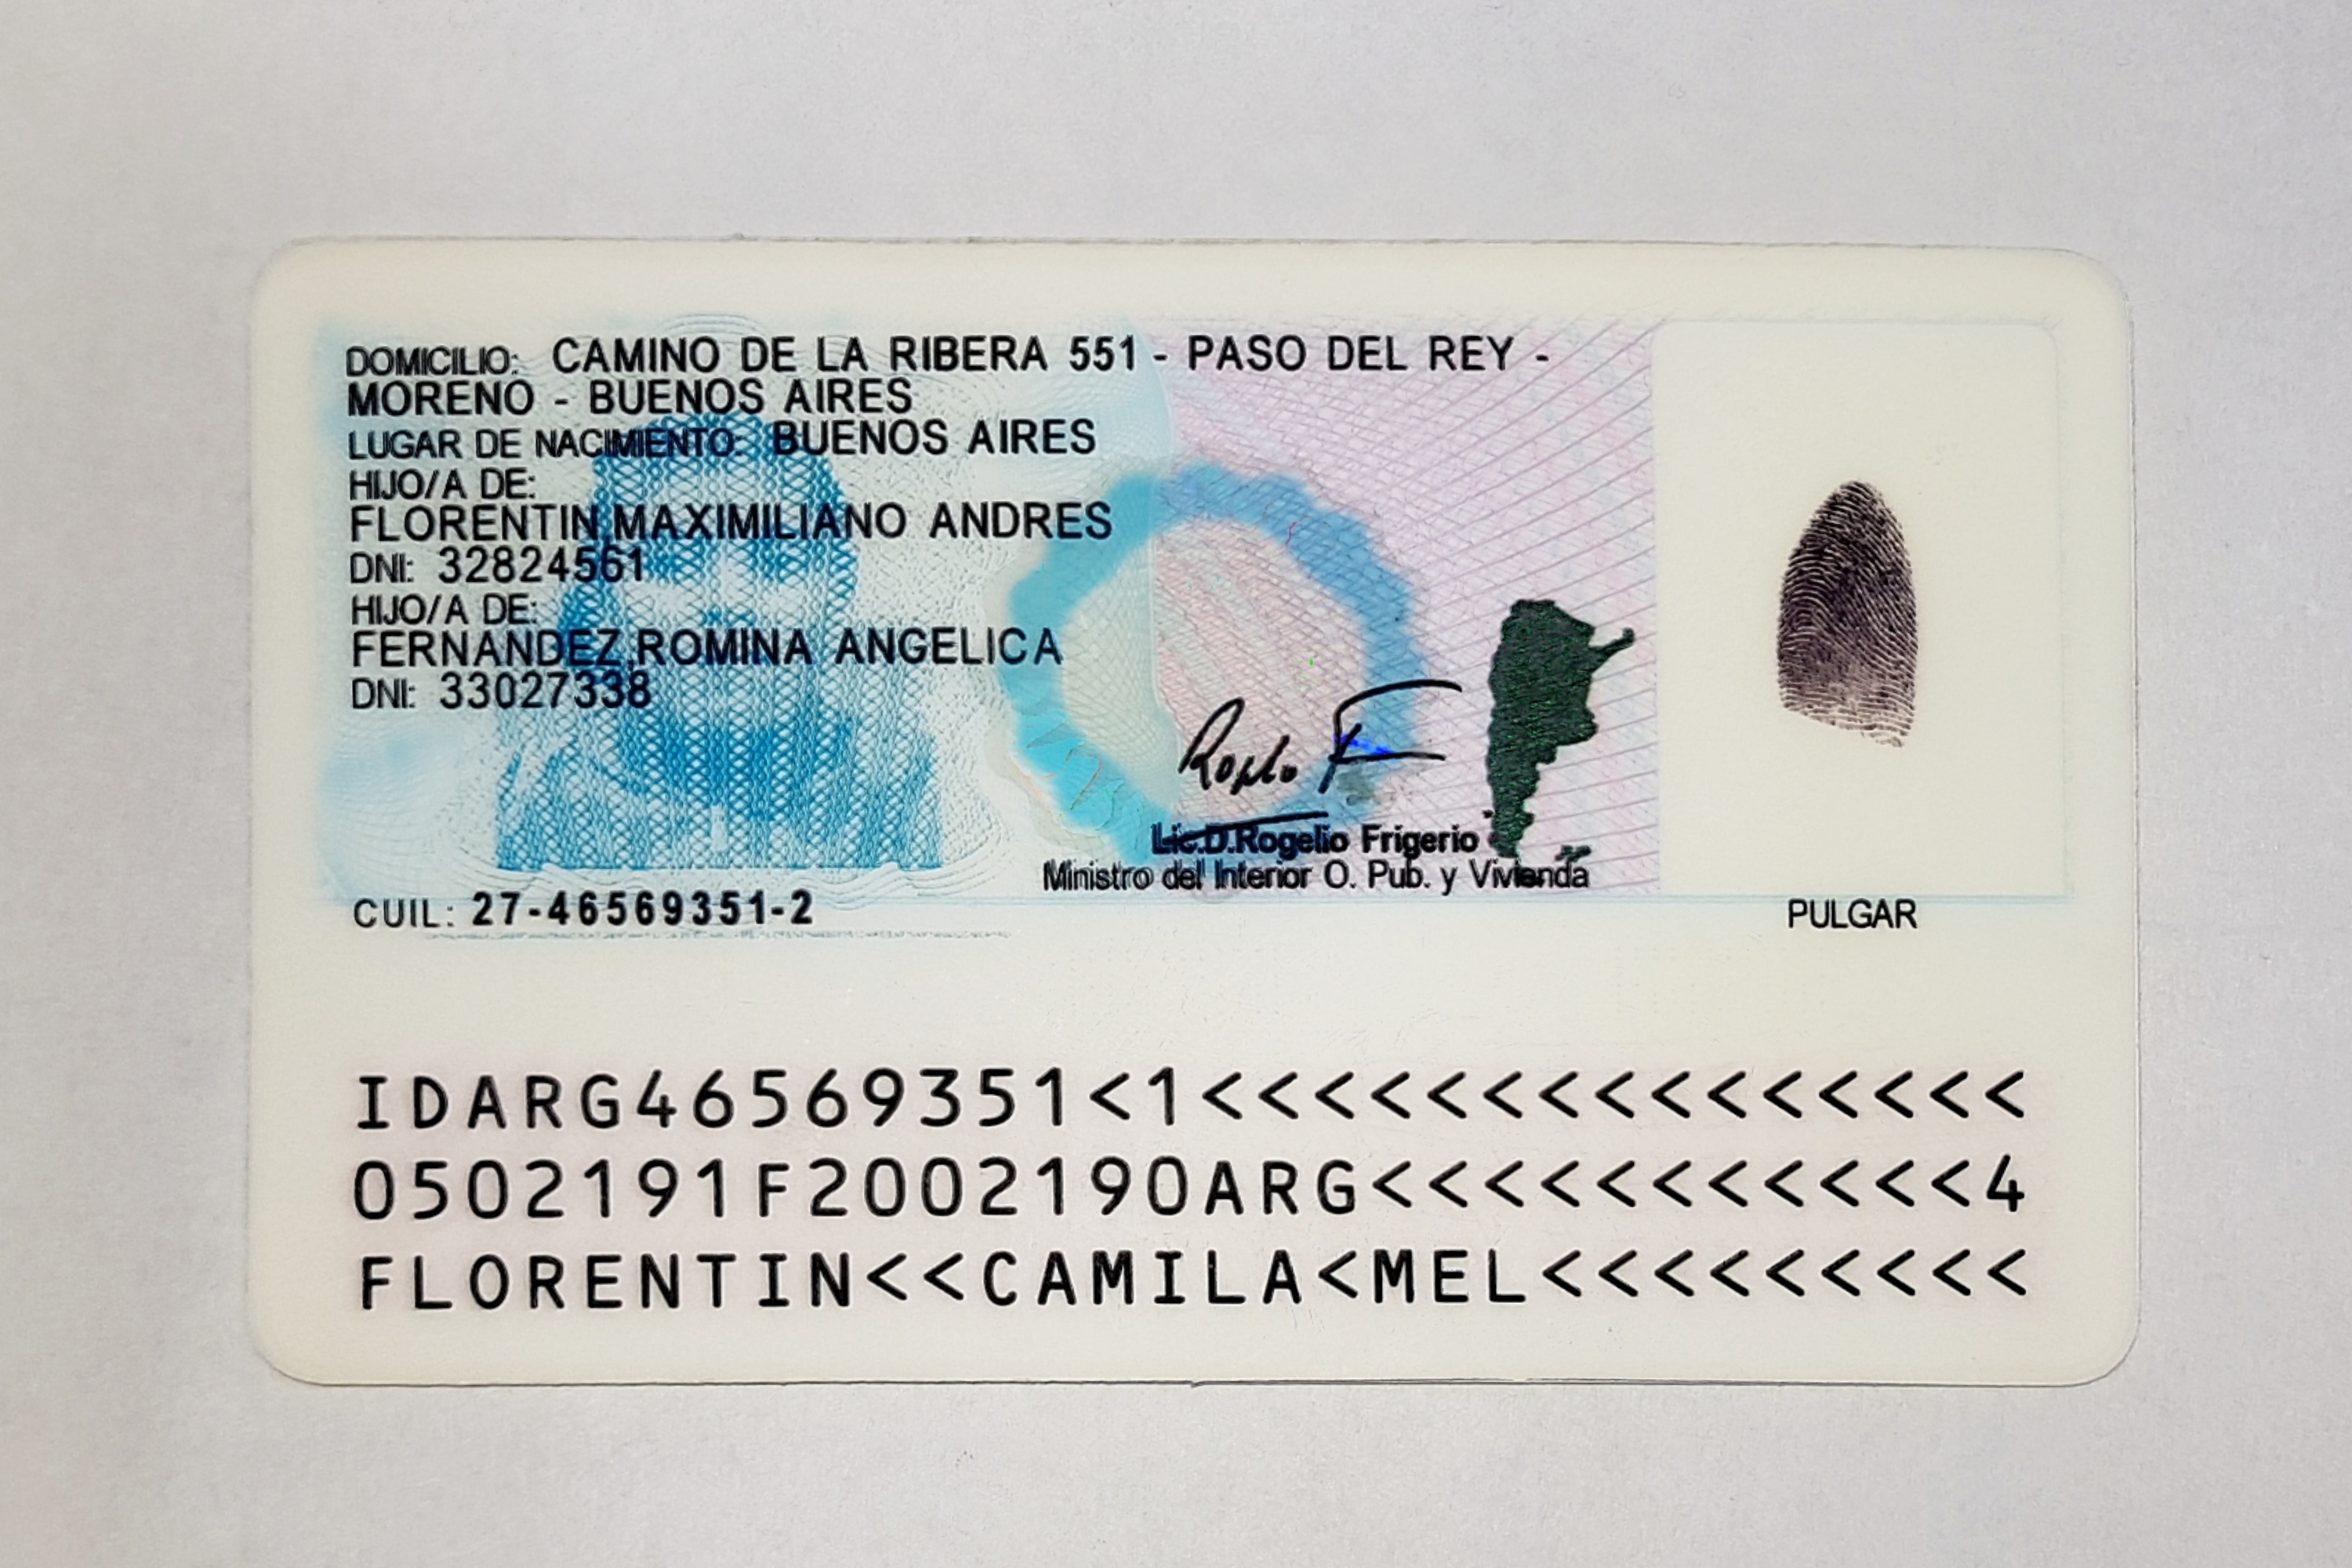 DOMICILIO: CAMINO DE LA RIBERA 551 - PASO DEL REY -
MORENO - BUENOS AIRES
LUGAR DE NACIMIENTO: BUENOS AIRES
HIJO/A DE:
FLORENTIN,MAXIMILIANO ANDRES
DNI: 32824561
HIJO/A DE:
FERNANDEZ,ROMINA ANGELICA
DNI: 33027338
Lic.D.Rogelio Frigerio
Ministro del Interior O. Pub. y Vivienda
CUIL: 27-46569351-2
PULGAR
IDARG46569351<1<<<<<<<<<<<<<<<
0502191F2002190ARG<<<<<<<<<<<4
FLORENTIN<<CAMILA<MEL<<<<<<<<<